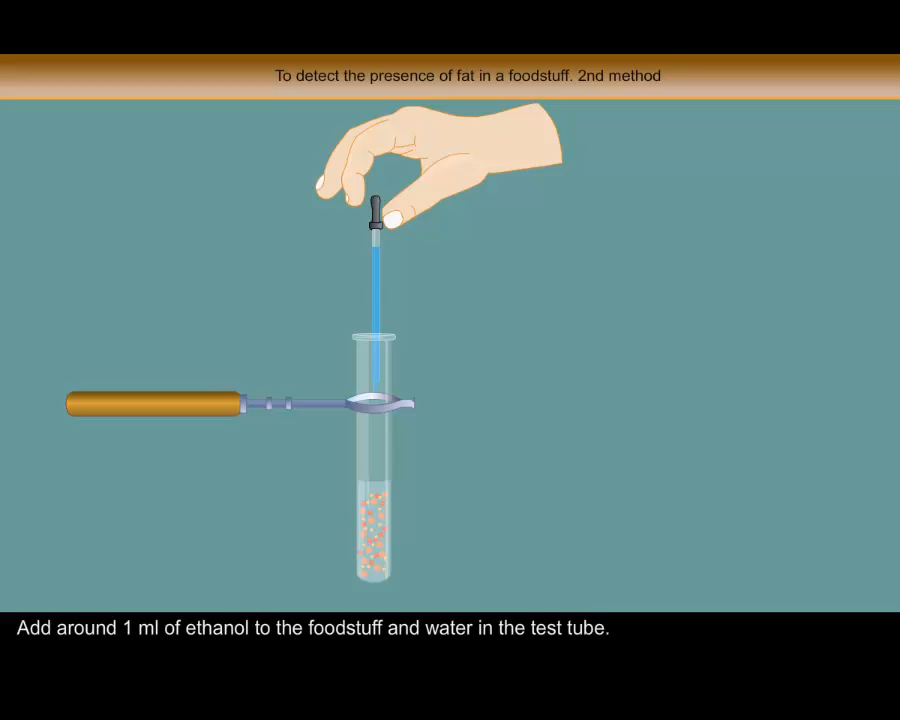 To detect the presence of fat in a foodstuff. 2nd method
Add around 1 ml of ethanol to the foodstuff and water in the test tube.